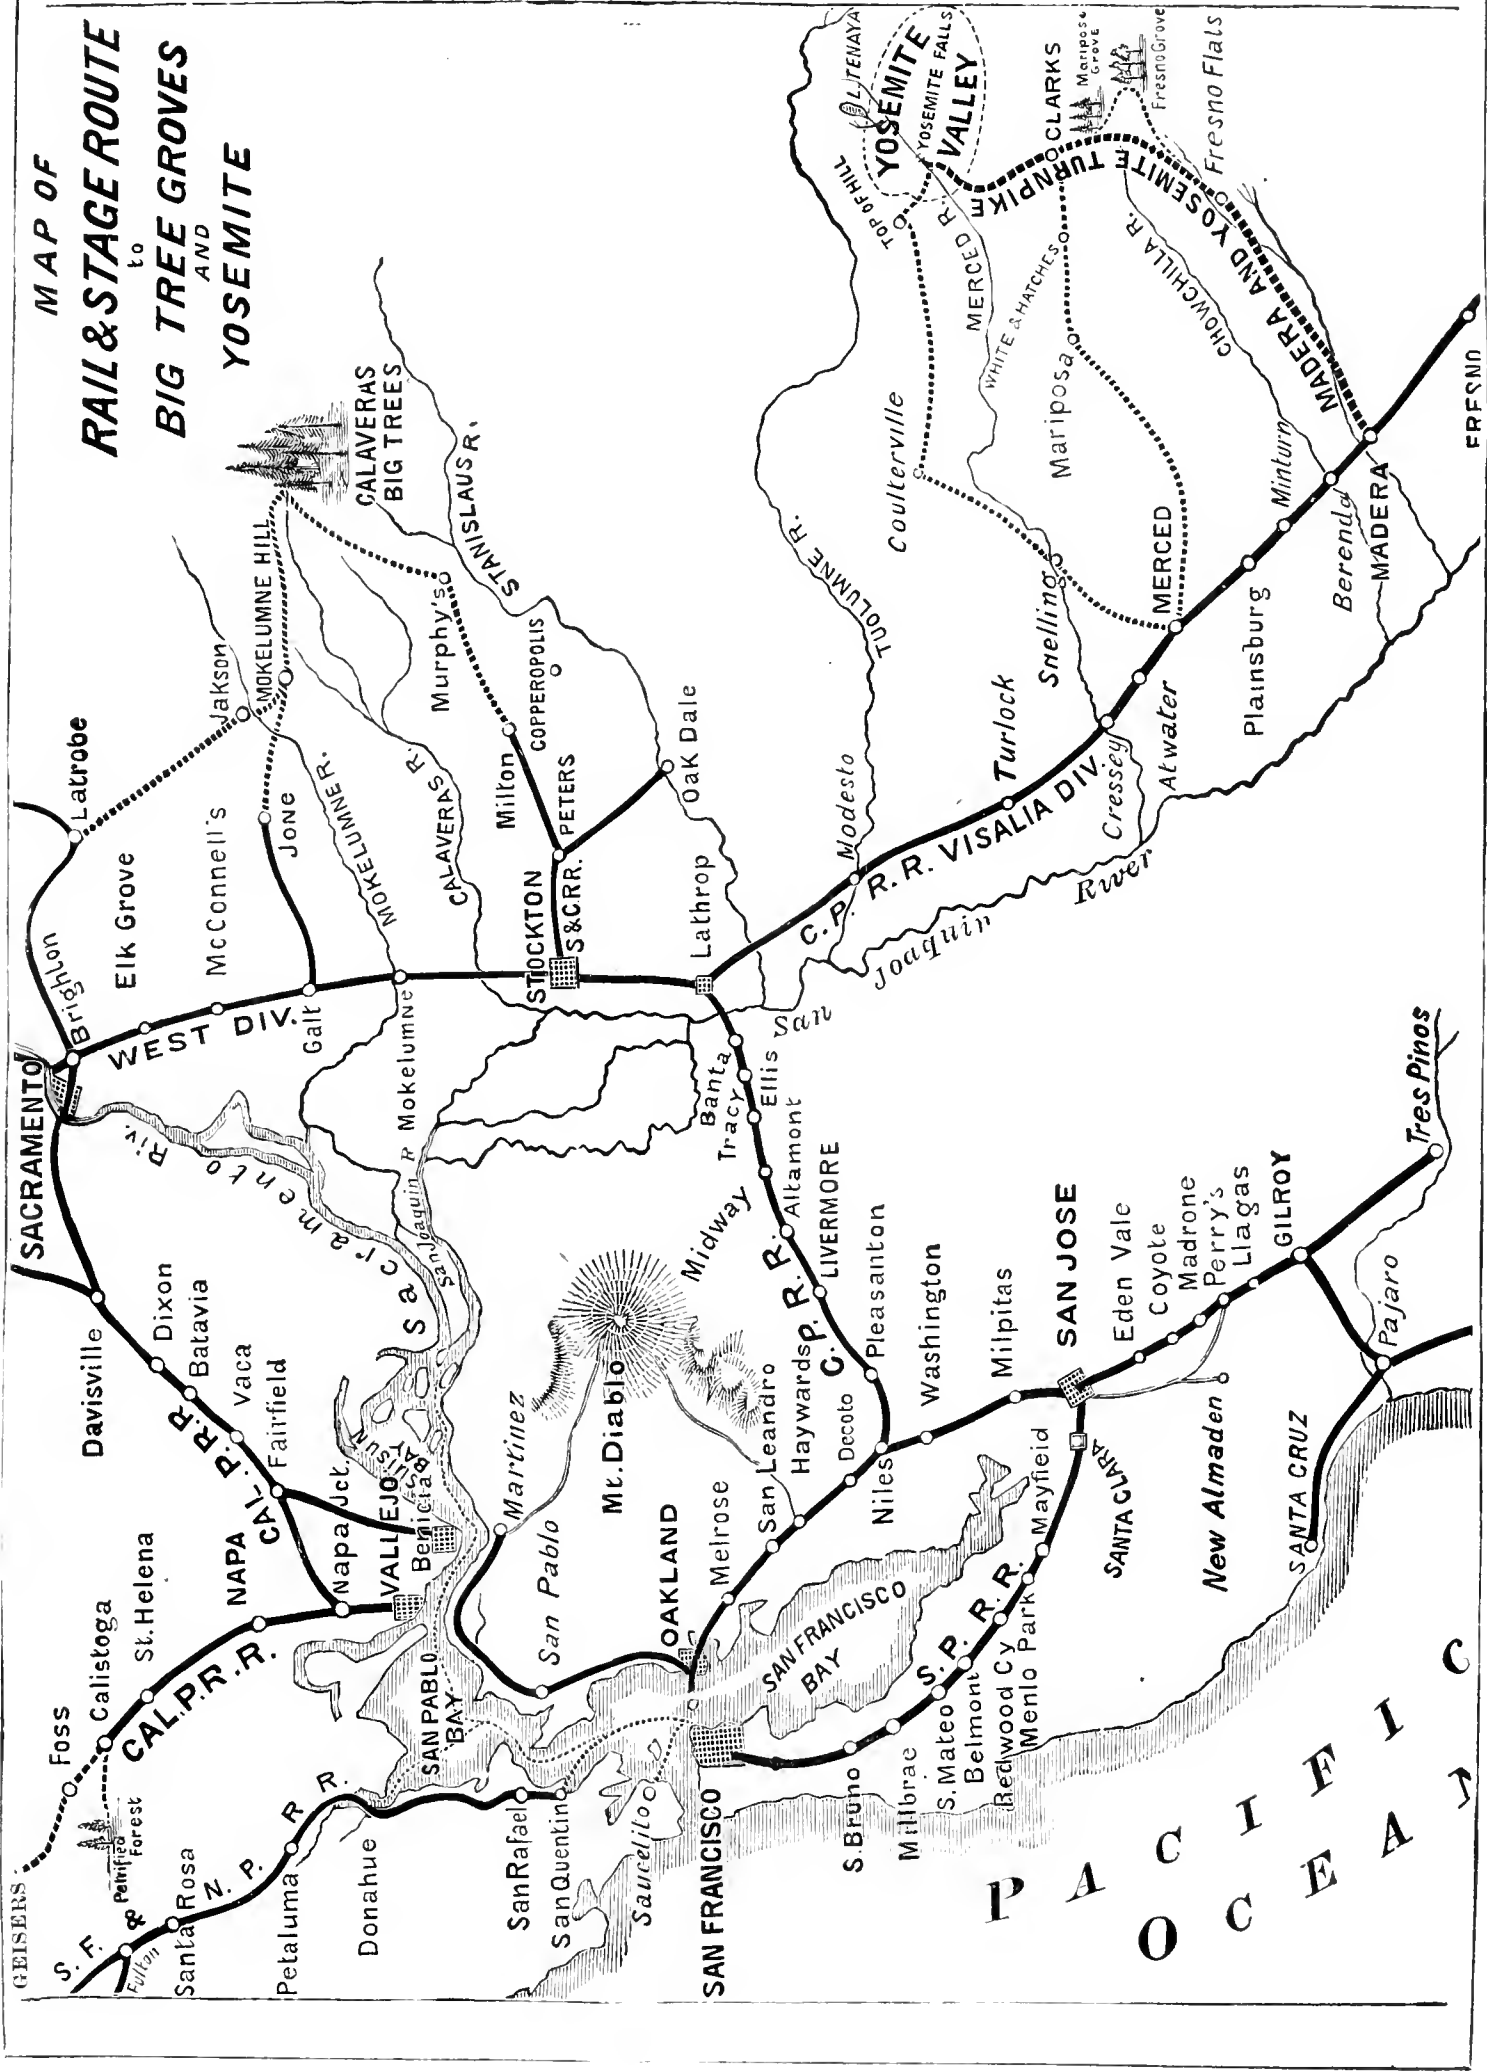 MAP OF
RAIL & STAGE ROUTE
to
BIG TREE GROVES
AND
YOSEMITE
GEISERS
Foss
Calistoga
St. Helena
NAPA
Napa Jct.
VALLEJO
Benicia
CAL. P. R. R.
Petrified
Forest
S. F. & N. P. R R.
Fulton
Santa Rosa
Petaluma
Donahue
San Rafael
San Quentin
Saucelito
SAN FRANCISCO
SAN PABLO
BAY
SUISUN
BAY
SACRAMENTO
Davisville
Dixon
Batavia
Vaca
Fairfield
CAL. P. R. R
Sacramento
Riv.
San Joaquin R
Brighton
Latrobe
Elk Grove
McConnell's
WEST DIV.
Galt
JONE
Jakson
MOKELUMNE HILL
CALAVERAS
BIG TREES
MOKELUMNE R.
Mokelumne
CALAVERAS R.
STOCKTON
S & C. RR.
PETERS
Milton
COPPEROPOLIS
Murphy's
STANISLAUS R.
Oak Dale
Lathrop
Banta
Tracy
Ellis
Midway
Altamont
LIVERMORE
Pleasanton
C. P. R. R.
Niles
Decoto
Haywards
San Leandro
Melrose
OAKLAND
San Pablo
Martinez
Mt. Diablo
Washington
Milpitas
SAN JOSE
SANTA CLARA
Mayfield
Menlo Park
Redwood Cy
Belmont
S. Mateo
Millbrae
S. Bruno
S. P. R. R.
SAN FRANCISCO
BAY
Eden Vale
Coyote
Madrone
Perry's
Llagas
GILROY
Tres Pinos
Pajaro
SANTA CRUZ
New Almaden
San Joaquin River
C. P. R. R. VISALIA DIV.
Modesto
Turlock
Cressey
Atwater
MERCED
Plainsburg
Minturn
Berenda
MADERA
FRESNO
TUOLUMNE R.
Snelling
Coulterville
Mariposa
WHITE & HATCHES
MERCED R.
CHOWCHILLA R.
TOP OF HILL
L. TENAYA
YOSEMITE
YOSEMITE FALLS
VALLEY
CLARKS
Mariposa
GROVE
Fresno Grove
Fresno Flats
MADERA AND YOSEMITE TURNPIKE
PACIFIC
OCEAN